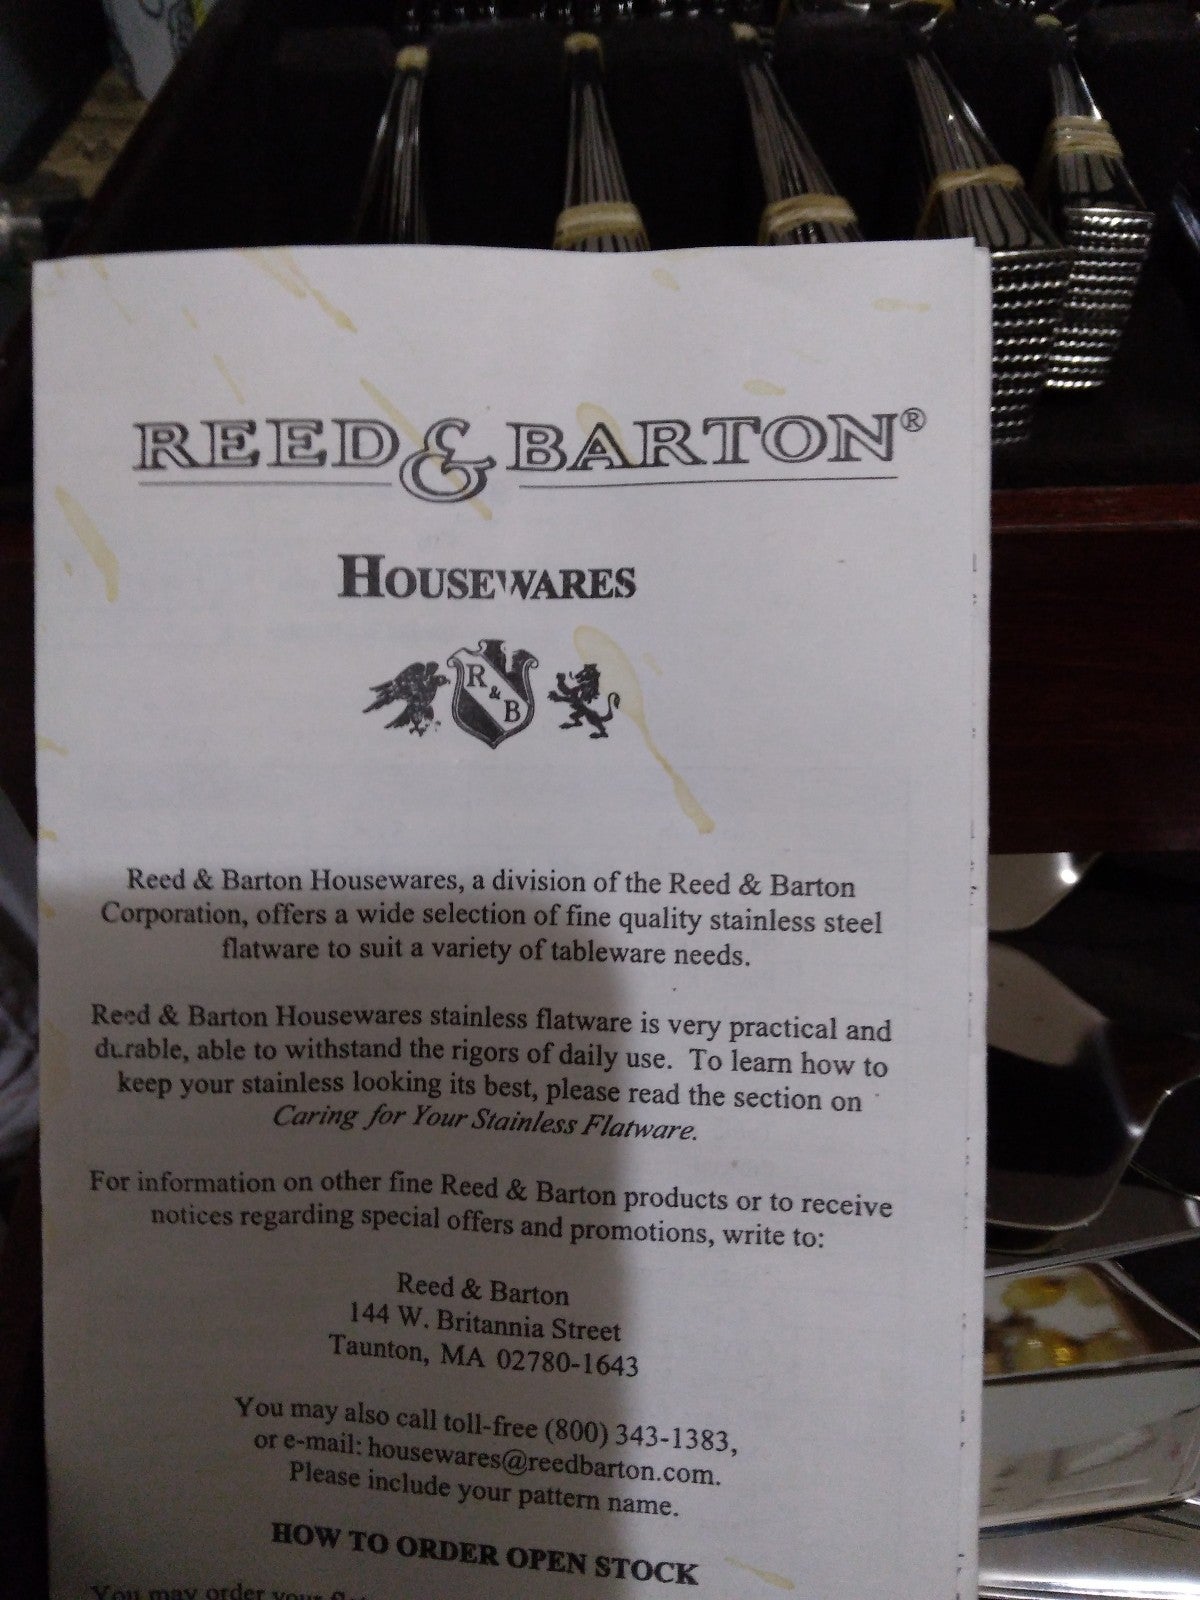 REED & BARTON®
HOUSEWARES
R & B
Reed & Barton Housewares, a division of the Reed & Barton
Corporation, offers a wide selection of fine quality stainless steel
flatware to suit a variety of tableware needs.
Reed & Barton Housewares stainless flatware is very practical and
durable, able to withstand the rigors of daily use. To learn how to
keep your stainless looking its best, please read the section on
Caring for Your Stainless Flatware.
For information on other fine Reed & Barton products or to receive
notices regarding special offers and promotions, write to:
Reed & Barton
144 W. Britannia Street
Taunton, MA 02780-1643
You may also call toll-free (800) 343-1383,
or e-mail: housewares@reedbarton.com.
Please include your pattern name.
HOW TO ORDER OPEN STOCK
You may order your